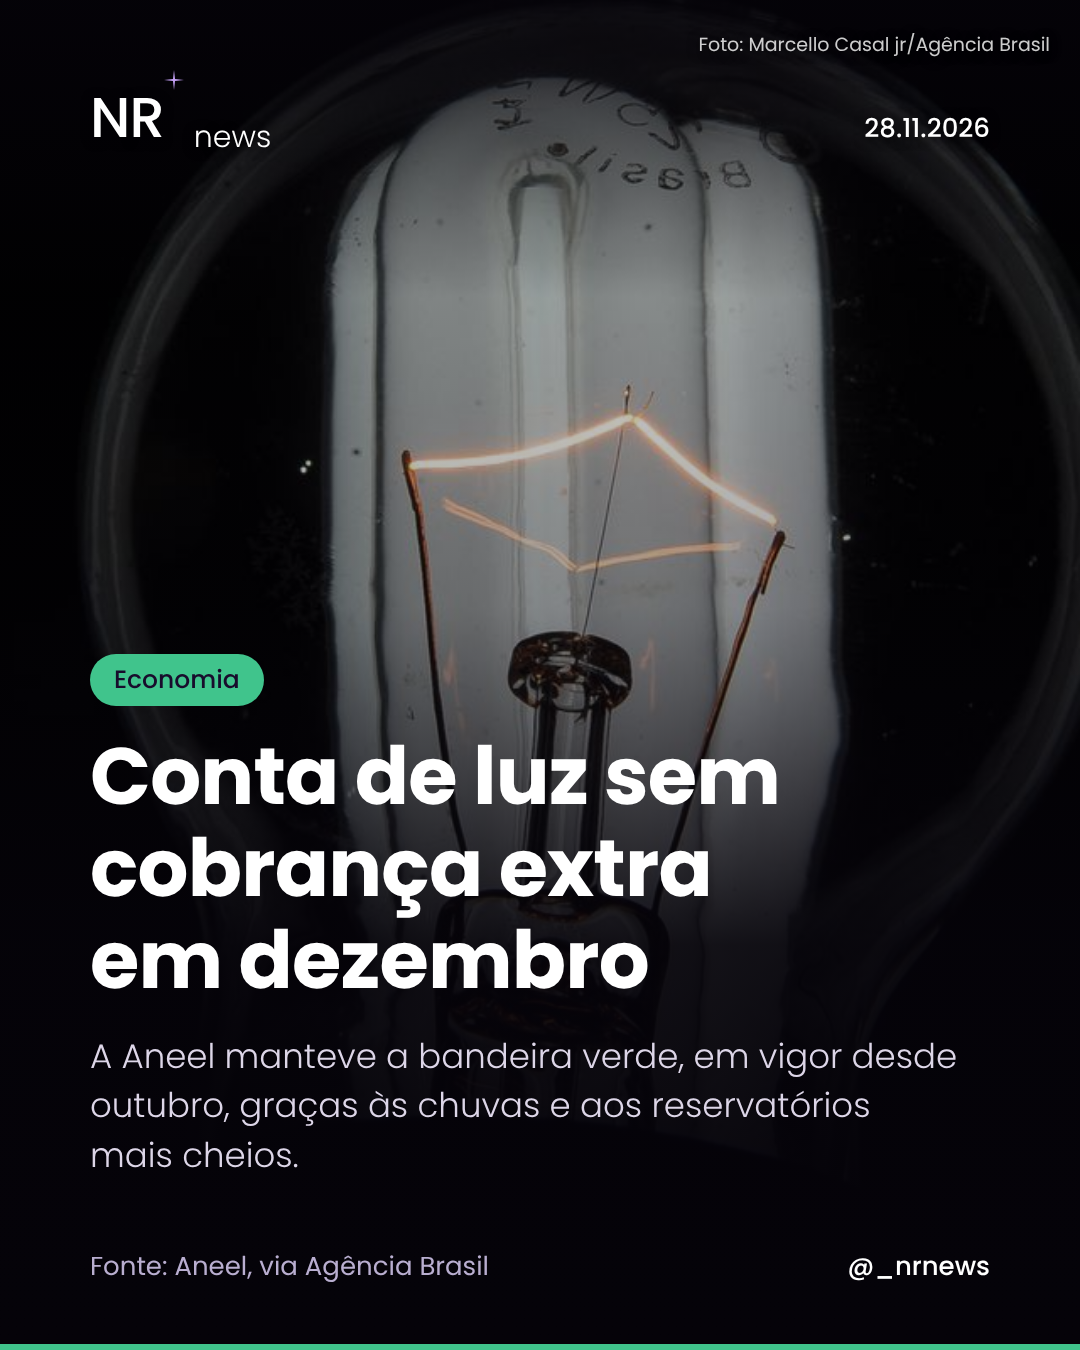 Foto: Marcello Casal jr/Agência Brasil
NR
news
28.11.2026
Economia
Conta de luz sem
cobrança extra
em dezembro
A Aneel manteve a bandeira verde, em vigor desde
outubro, graças às chuvas e aos reservatórios
mais cheios.
Fonte: Aneel, via Agência Brasil
@_nrnews